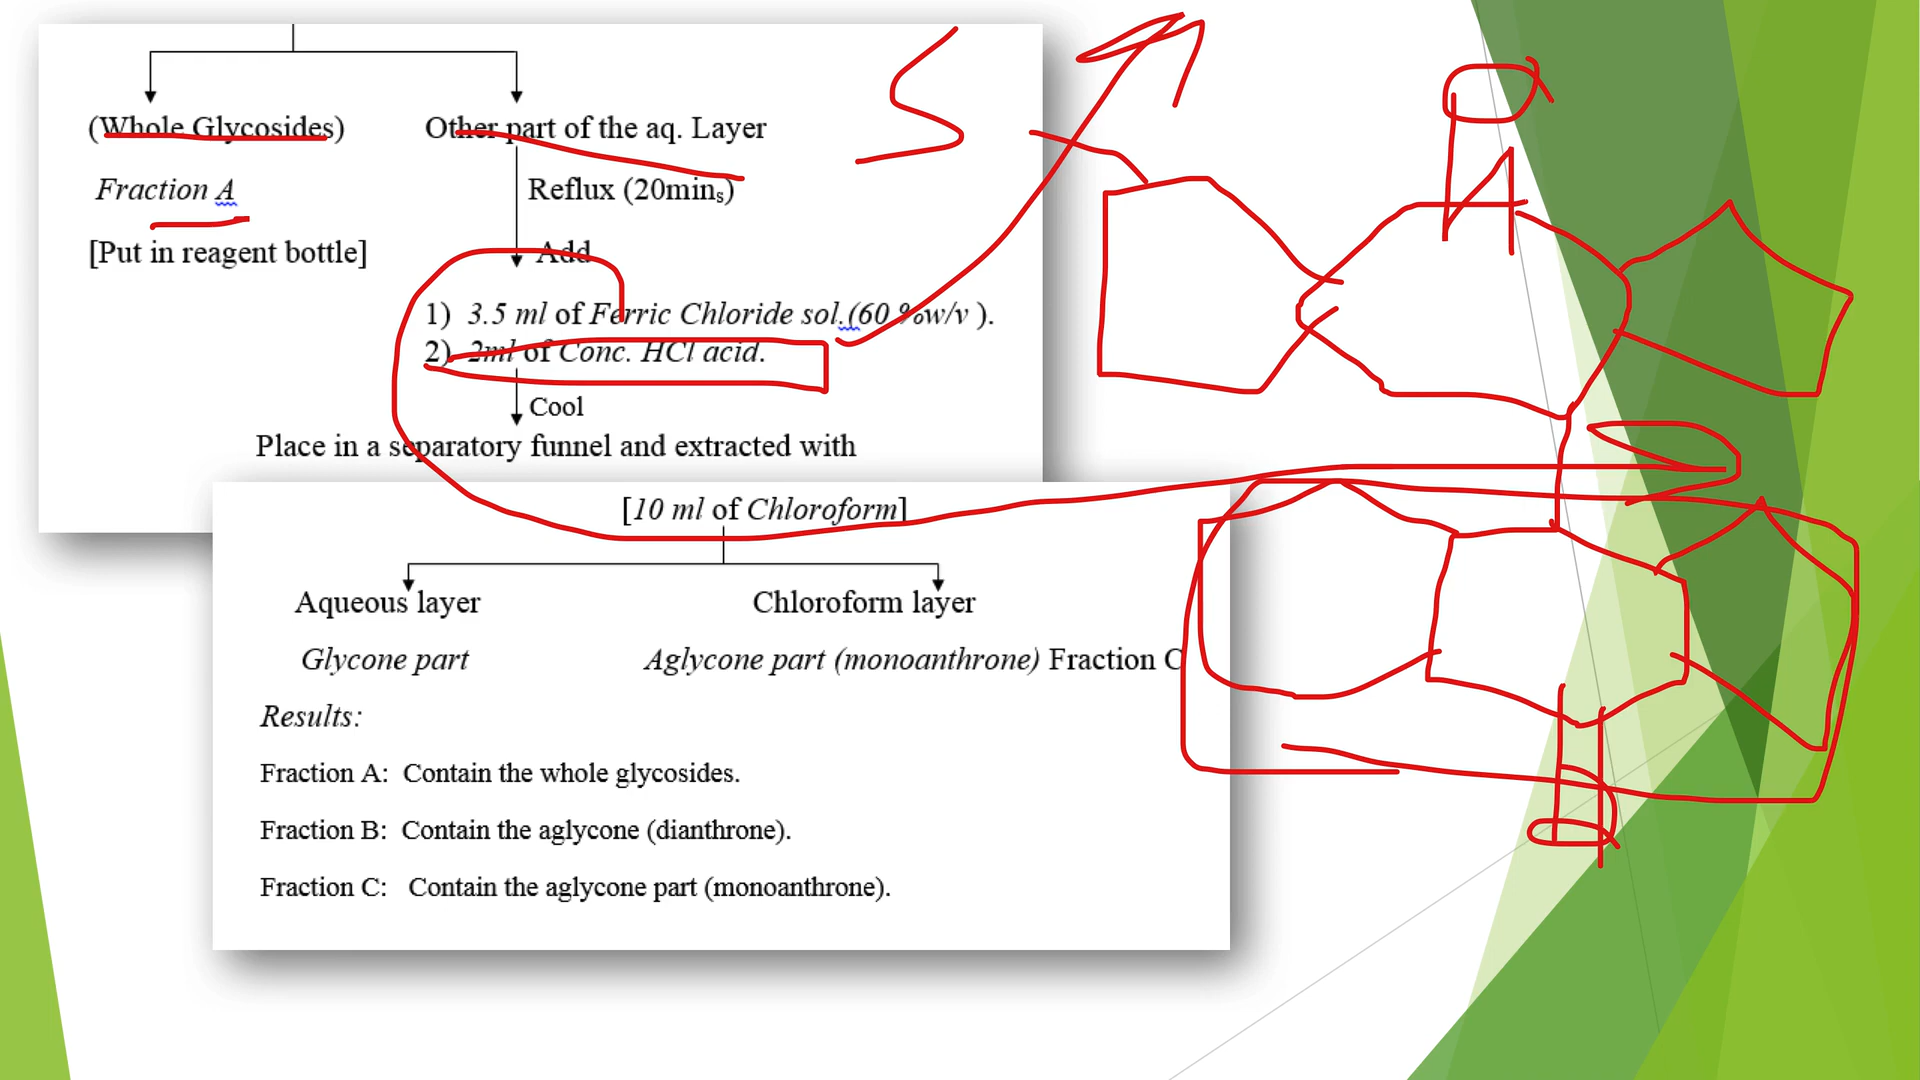 (Whole Glycosides)
Other part of the aq. Layer
Fraction A
Reflux (20mins)
[Put in reagent bottle]
Add
1) 3.5 ml of Ferric Chloride sol.(60 %w/v ).
2) 2ml of Conc. HCl acid.
Cool
Place in a separatory funnel and extracted with
[10 ml of Chloroform]
Aqueous layer
Chloroform layer
Glycone part
Aglycone part (monoanthrone) Fraction C
Results:
Fraction A: Contain the whole glycosides.
Fraction B: Contain the aglycone (dianthrone).
Fraction C: Contain the aglycone part (monoanthrone).